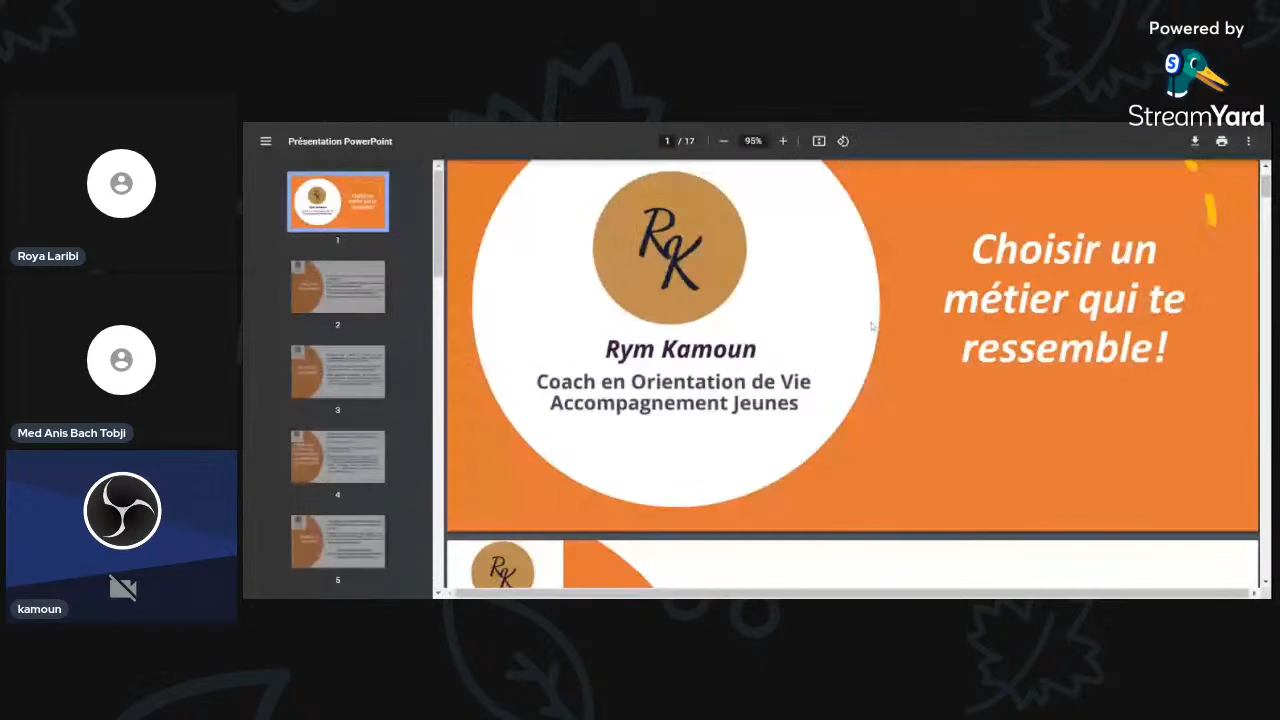 Powered by
S
StreamYard
Roya Laribi
Med Anis Bach Tobji
kamoun
Présentation PowerPoint
1 / 17
95%
1
2
3
4
5
RK
Rym Kamoun
Coach en Orientation de Vie
Accompagnement Jeunes
Choisir un
métier qui te
ressemble!
RK